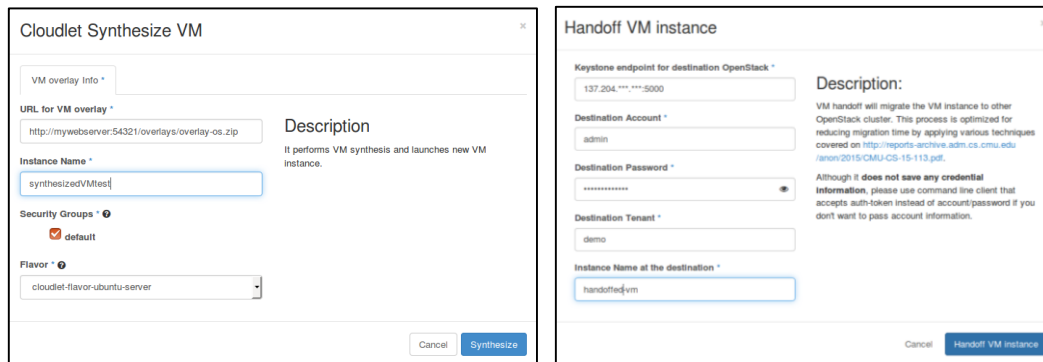 Cloudlet Synthesize VM
×
VM overlay Info *
URL for VM overlay *
http://mywebserver:54321/overlays/overlay-os.zip
Instance Name *
synthesizedVMtest
Security Groups *
default
Flavor *
cloudlet-flavor-ubuntu-server
Description
It performs VM synthesis and launches new VM
instance.
Cancel
Synthesize
Handoff VM instance
×
Keystone endpoint for destination OpenStack *
137.204.***.***:5000
Destination Account *
admin
Destination Password *
•••••••••••••
Destination Tenant *
demo
Instance Name at the destination *
handoffed-vm
Description:
VM handoff will migrate the VM instance to other
OpenStack cluster. This process is optimized for
reducing migration time by applying various techniques
covered on http://reports-archive.adm.cs.cmu.edu
/anon/2015/CMU-CS-15-113.pdf.
Although it does not save any credential
information, please use command line client that
accepts auth-token instead of account/password if you
don't want to pass account information.
Cancel
Handoff VM Instance